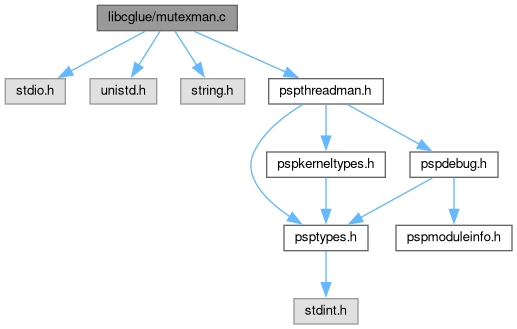 libcglue/mutexman.c
stdio.h
unistd.h
string.h
pspthreadman.h
pspkerneltypes.h
pspdebug.h
psptypes.h
pspmoduleinfo.h
stdint.h